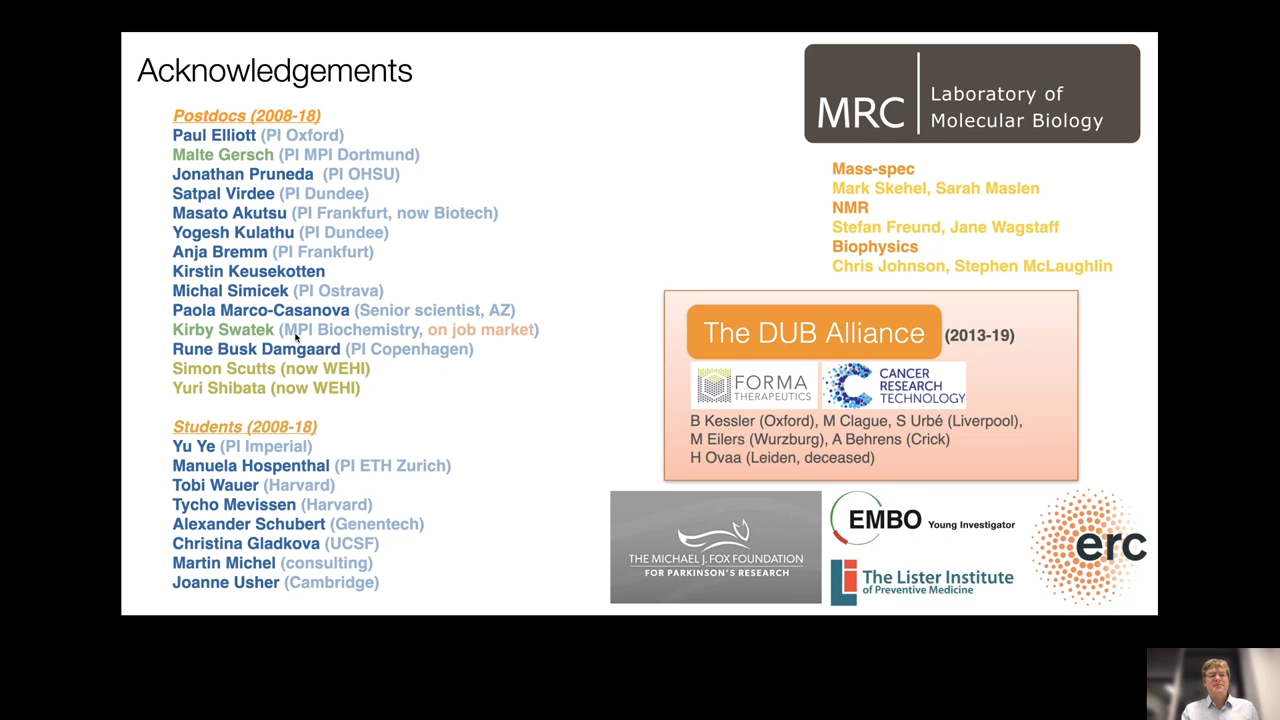 Acknowledgements
Postdocs (2008-18)
Paul Elliott (PI Oxford)
Malte Gersch (PI MPI Dortmund)
Jonathan Pruneda (PI OHSU)
Satpal Virdee (PI Dundee)
Masato Akutsu (PI Frankfurt, now Biotech)
Yogesh Kulathu (PI Dundee)
Anja Bremm (PI Frankfurt)
Kirstin Keusekotten
Michal Simicek (PI Ostrava)
Paola Marco-Casanova (Senior scientist, AZ)
Kirby Swatek (MPI Biochemistry, on job market)
Rune Busk Damgaard (PI Copenhagen)
Simon Scutts (now WEHI)
Yuri Shibata (now WEHI)
Students (2008-18)
Yu Ye (PI Imperial)
Manuela Hospenthal (PI ETH Zurich)
Tobi Wauer (Harvard)
Tycho Mevissen (Harvard)
Alexander Schubert (Genentech)
Christina Gladkova (UCSF)
Martin Michel (consulting)
Joanne Usher (Cambridge)
MRC
Laboratory of
Molecular Biology
Mass-spec
Mark Skehel, Sarah Maslen
NMR
Stefan Freund, Jane Wagstaff
Biophysics
Chris Johnson, Stephen McLaughlin
The DUB Alliance (2013-19)
FORMA
THERAPEUTICS
CANCER
RESEARCH
TECHNOLOGY
B Kessler (Oxford), M Clague, S Urbé (Liverpool),
M Eilers (Wurzburg), A Behrens (Crick)
H Ovaa (Leiden, deceased)
THE MICHAEL J. FOX FOUNDATION
FOR PARKINSON'S RESEARCH
EMBO Young Investigator
The Lister Institute
of Preventive Medicine
erc